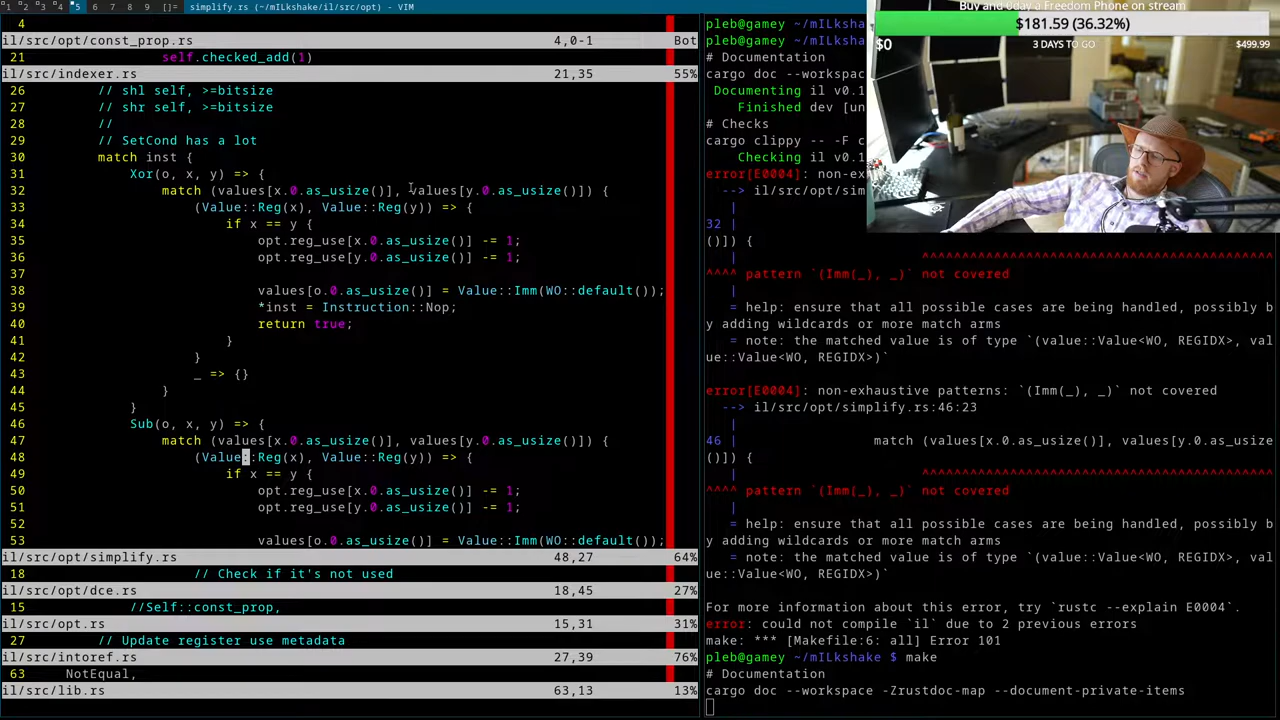 1 2 3 4 5 6 7 8 9 []= simplify.rs (~/mILkshake/il/src/opt) - VIM
4
il/src/opt/const_prop.rs 4,0-1 Bot
21 self.checked_add(1)
il/src/indexer.rs 21,35 55%
26 // shl self, >=bitsize
27 // shr self, >=bitsize
28 //
29 // SetCond has a lot
30 match inst {
31 Xor(o, x, y) => {
32 match (values[x.0.as_usize()], values[y.0.as_usize()]) {
33 (Value::Reg(x), Value::Reg(y)) => {
34 if x == y {
35 opt.reg_use[x.0.as_usize()] -= 1;
36 opt.reg_use[y.0.as_usize()] -= 1;
37
38 values[o.0.as_usize()] = Value::Imm(WO::default());
39 *inst = Instruction::Nop;
40 return true;
41 }
42 }
43 _ => {}
44 }
45 }
46 Sub(o, x, y) => {
47 match (values[x.0.as_usize()], values[y.0.as_usize()]) {
48 (Value::Reg(x), Value::Reg(y)) => {
49 if x == y {
50 opt.reg_use[x.0.as_usize()] -= 1;
51 opt.reg_use[y.0.as_usize()] -= 1;
52
53 values[o.0.as_usize()] = Value::Imm(WO::default());
il/src/opt/simplify.rs 48,27 64%
18 // Check if it's not used
il/src/opt/dce.rs 18,45 27%
15 //Self::const_prop,
il/src/opt.rs 15,31 31%
27 // Update register use metadata
il/src/intoref.rs 27,39 76%
63 NotEqual,
il/src/lib.rs 63,13 13%
pleb@gamey ~/mILksha
pleb@gamey ~/mILksha
# Documentation
cargo doc --workspac
Documenting il v0.1
Finished dev [un
# Checks
cargo clippy -- -F c
Checking il v0.1
error[E0004]: non-ex
--> il/src/opt/sim
|
32
()]) {
| ^^^^^^^^^^^^^^^^^^^^^^^^^^^^^^^^^^^^^^^^^^^^
^^^^ pattern `(Imm(_), _)` not covered
|
= help: ensure that all possible cases are being handled, possibl
y adding wildcards or more match arms
= note: the matched value is of type `(value::Value<WO, REGIDX>, val
ue::Value<WO, REGIDX>)`
error[E0004]: non-exhaustive patterns: `(Imm(_), _)` not covered
--> il/src/opt/simplify.rs:46:23
|
46 | match (values[x.0.as_usize()], values[y.0.as_usize
()]) {
| ^^^^^^^^^^^^^^^^^^^^^^^^^^^^^^^^^^^^^^^^^^^^
^^^^ pattern `(Imm(_), _)` not covered
|
= help: ensure that all possible cases are being handled, possibl
y adding wildcards or more match arms
= note: the matched value is of type `(value::Value<WO, REGIDX>, val
ue::Value<WO, REGIDX>)`
For more information about this error, try `rustc --explain E0004`.
error: could not compile `il` due to 2 previous errors
make: *** [Makefile:6: all] Error 101
pleb@gamey ~/mILkshake $ make
# Documentation
cargo doc --workspace -Zrustdoc-map --document-private-items
Buy and Uday a Freedom Phone on stream
$181.59 (36.32%)
$0 3 DAYS TO GO $499.99